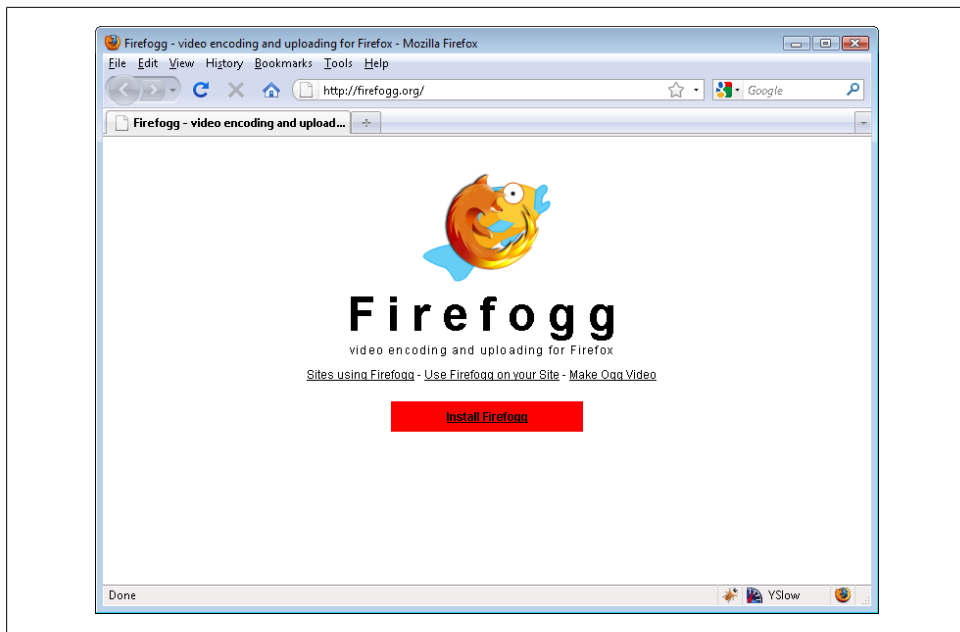 Firefogg - video encoding and uploading for Firefox - Mozilla Firefox
File Edit View History Bookmarks Tools Help
http://firefogg.org/ Google
Firefogg - video encoding and upload...
Firefogg
video encoding and uploading for Firefox
Sites using Firefogg - Use Firefogg on your Site - Make Ogg Video
Install Firefogg
Done YSlow